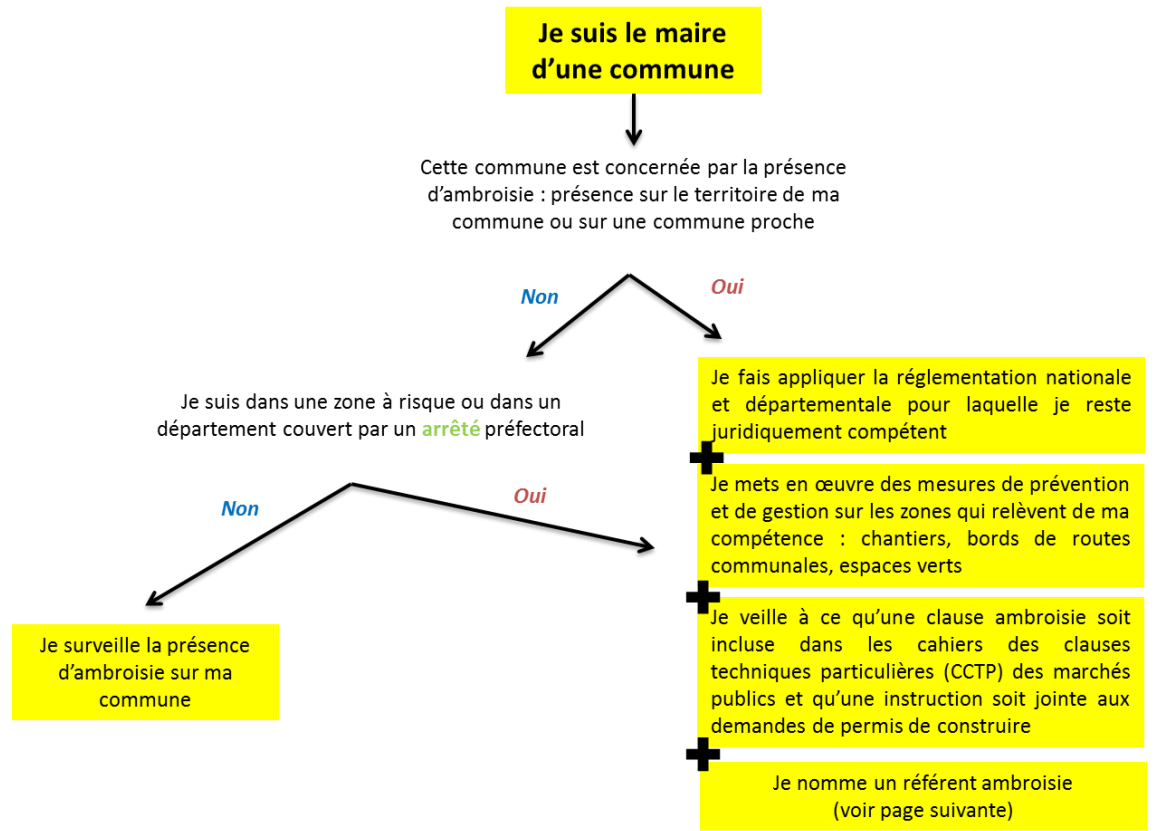 Je suis le maire
d’une commune
Cette commune est concernée par la présence
d’ambroisie : présence sur le territoire de ma
commune ou sur une commune proche
Non
Oui
Je suis dans une zone à risque ou dans un
département couvert par un arrêté préfectoral
Non
Oui
Je surveille la présence
d’ambroisie sur ma
commune
Je fais appliquer la réglementation nationale
et départementale pour laquelle je reste
juridiquement compétent
Je mets en œuvre des mesures de prévention
et de gestion sur les zones qui relèvent de ma
compétence : chantiers, bords de routes
communales, espaces verts
Je veille à ce qu’une clause ambroisie soit
incluse dans les cahiers des clauses
techniques particulières (CCTP) des marchés
publics et qu’une instruction soit jointe aux
demandes de permis de construire
Je nomme un référent ambroisie
(voir page suivante)